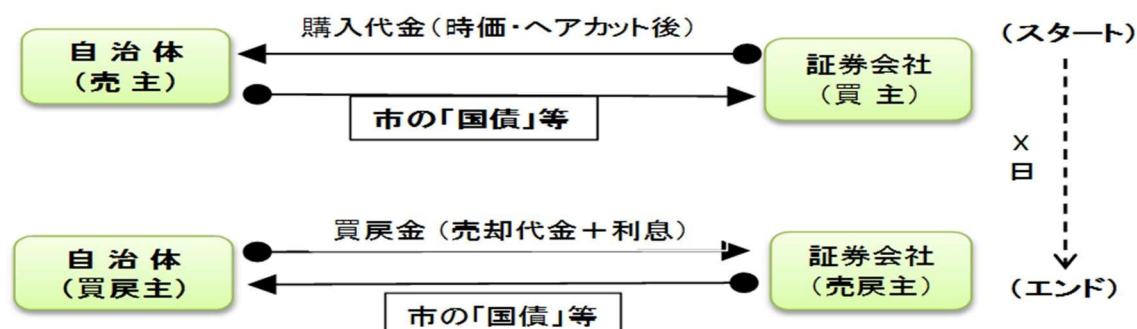 購入代金（時価・ヘアカット後）
（スタート）
自 治 体
（売 主）
証券会社
（買 主）
市の「国債」等
X
日
買戻金（売却代金＋利息）
自 治 体
（買戻主）
証券会社
（売戻主）
（エンド）
市の「国債」等